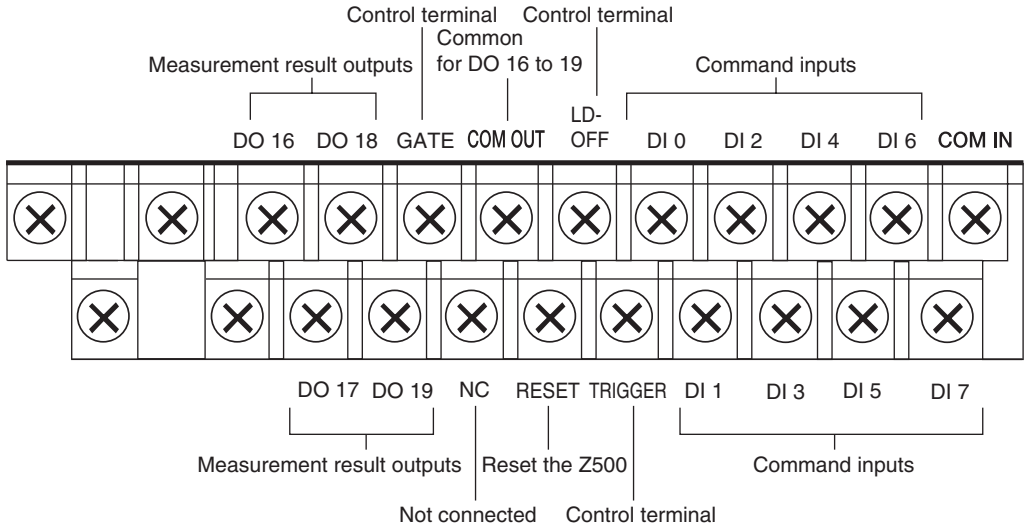 Control terminal Control terminal
Common
for DO 16 to 19
Measurement result outputs Command inputs
LD-
DO 16 DO 18 GATE COM OUT OFF DI 0 DI 2 DI 4 DI 6 COM IN
DO 17 DO 19 NC RESET TRIGGER DI 1 DI 3 DI 5 DI 7
Measurement result outputs Reset the Z500 Command inputs
Not connected Control terminal